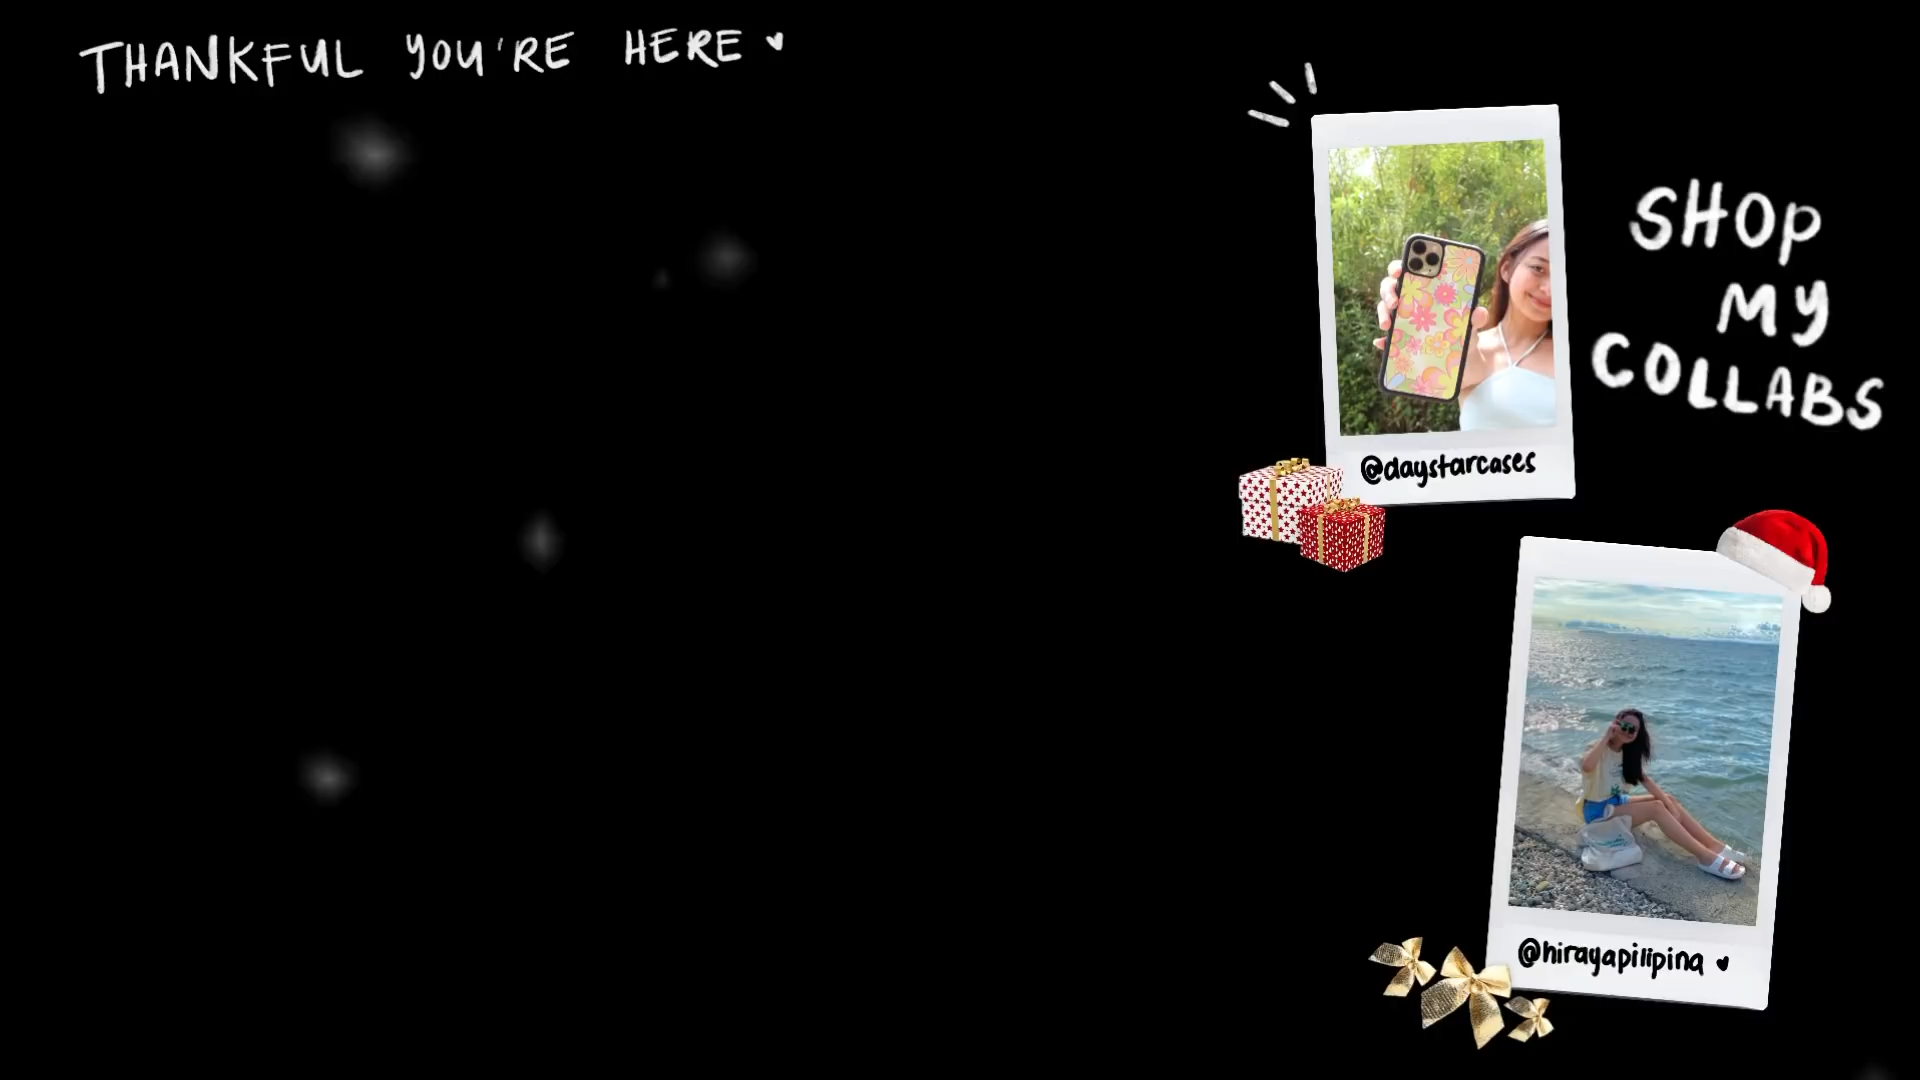 THANKFUL YOU'RE HERE
SHOP
MY
COLLABS
@daystarcases
@hirayapilipina